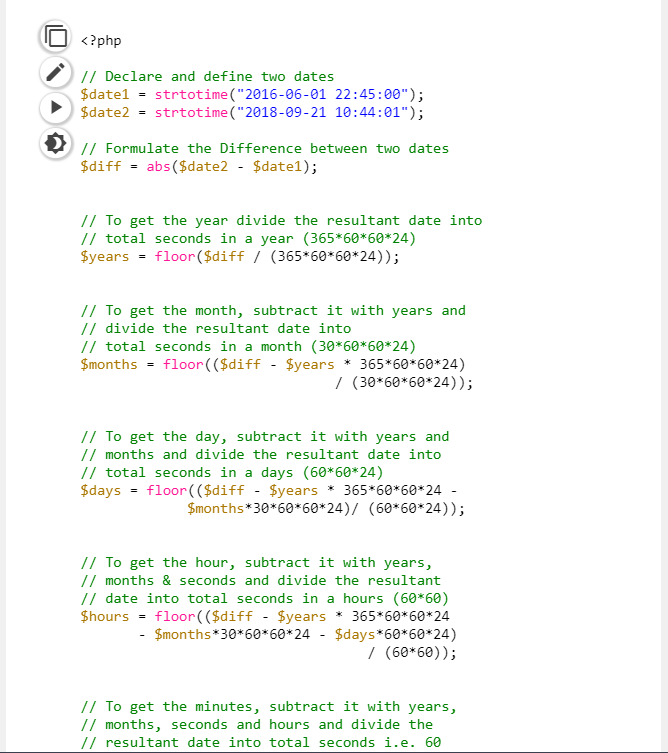 <?php
// Declare and define two dates
$date1 = strtotime("2016-06-01 22:45:00");
$date2 = strtotime("2018-09-21 10:44:01");
// Formulate the Difference between two dates
$diff = abs($date2 - $date1);
// To get the year divide the resultant date into
// total seconds in a year (365*60*60*24)
$years = floor($diff / (365*60*60*24));
// To get the month, subtract it with years and
// divide the resultant date into
// total seconds in a month (30*60*60*24)
$months = floor(($diff - $years * 365*60*60*24)
/ (30*60*60*24));
// To get the day, subtract it with years and
// months and divide the resultant date into
// total seconds in a days (60*60*24)
$days = floor(($diff - $years * 365*60*60*24 -
$months*30*60*60*24)/ (60*60*24));
// To get the hour, subtract it with years,
// months & seconds and divide the resultant
// date into total seconds in a hours (60*60)
$hours = floor(($diff - $years * 365*60*60*24
- $months*30*60*60*24 - $days*60*60*24)
/ (60*60));
// To get the minutes, subtract it with years,
// months, seconds and hours and divide the
// resultant date into total seconds i.e. 60